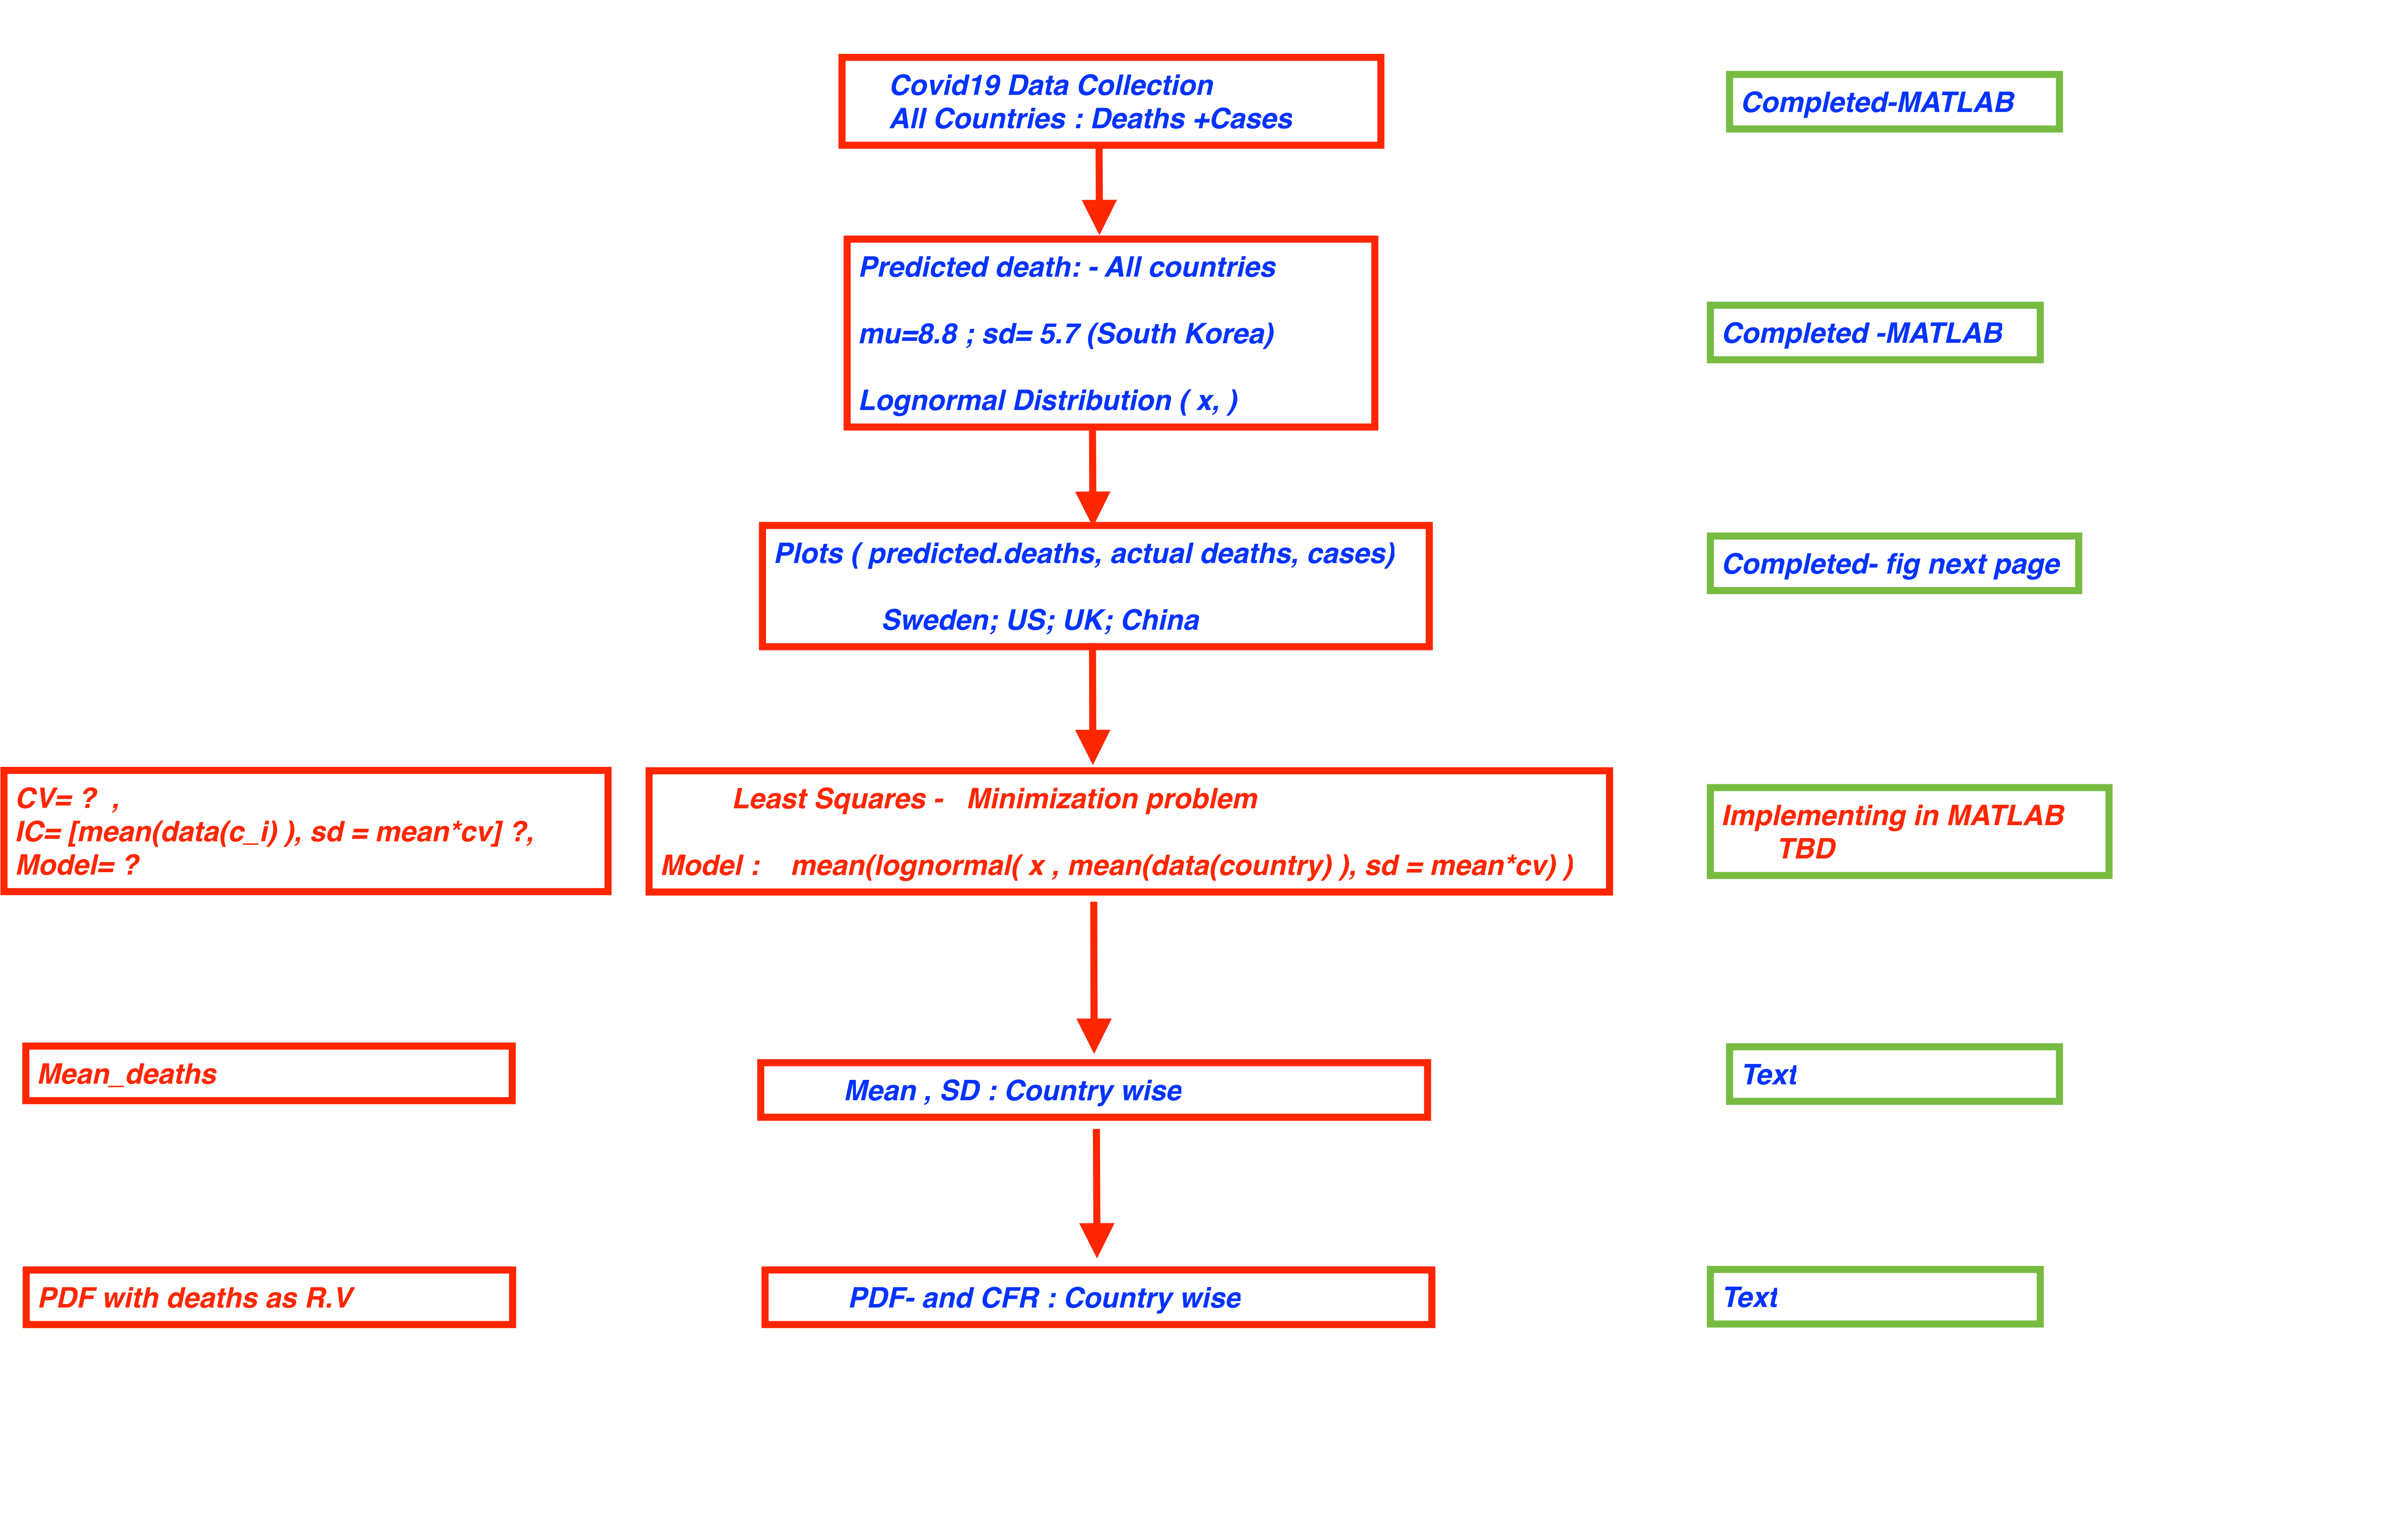 Covid19 Data Collection
All Countries : Deaths +Cases
Completed-MATLAB
Predicted death: - All countries
mu=8.8 ; sd= 5.7 (South Korea)
Lognormal Distribution ( x, )
Completed -MATLAB
Plots ( predicted.deaths, actual deaths, cases)
Sweden; US; UK; China
Completed- fig next page
CV= ? ,
IC= [mean(data(c_i) ), sd = mean*cv] ?,
Model= ?
Least Squares - Minimization problem
Model : mean(lognormal( x , mean(data(country) ), sd = mean*cv) )
Implementing in MATLAB
TBD
Mean_deaths
Mean , SD : Country wise
Text
PDF with deaths as R.V
PDF- and CFR : Country wise
Text